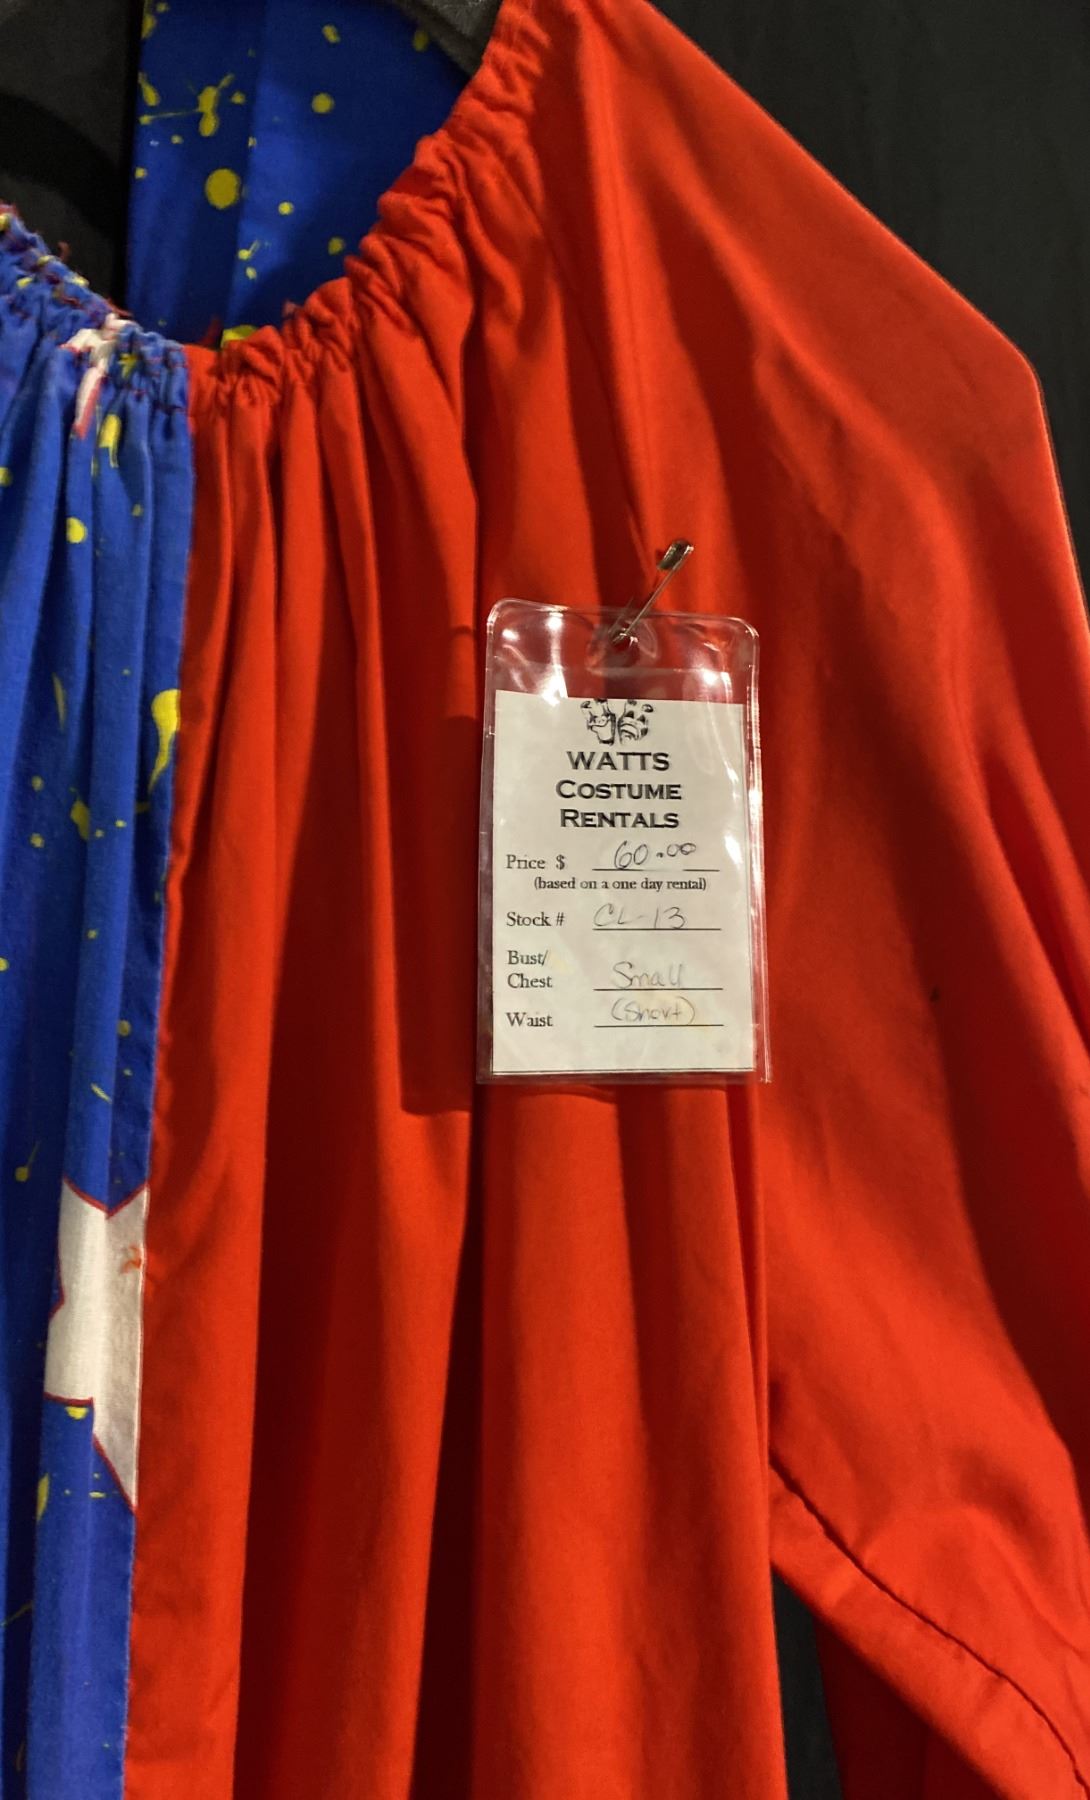 WATTS
COSTUME
RENTALS
Price $ 60.00
(based on a one day rental)
Stock # CL-13
Bust/
Chest Small
Waist (Short)